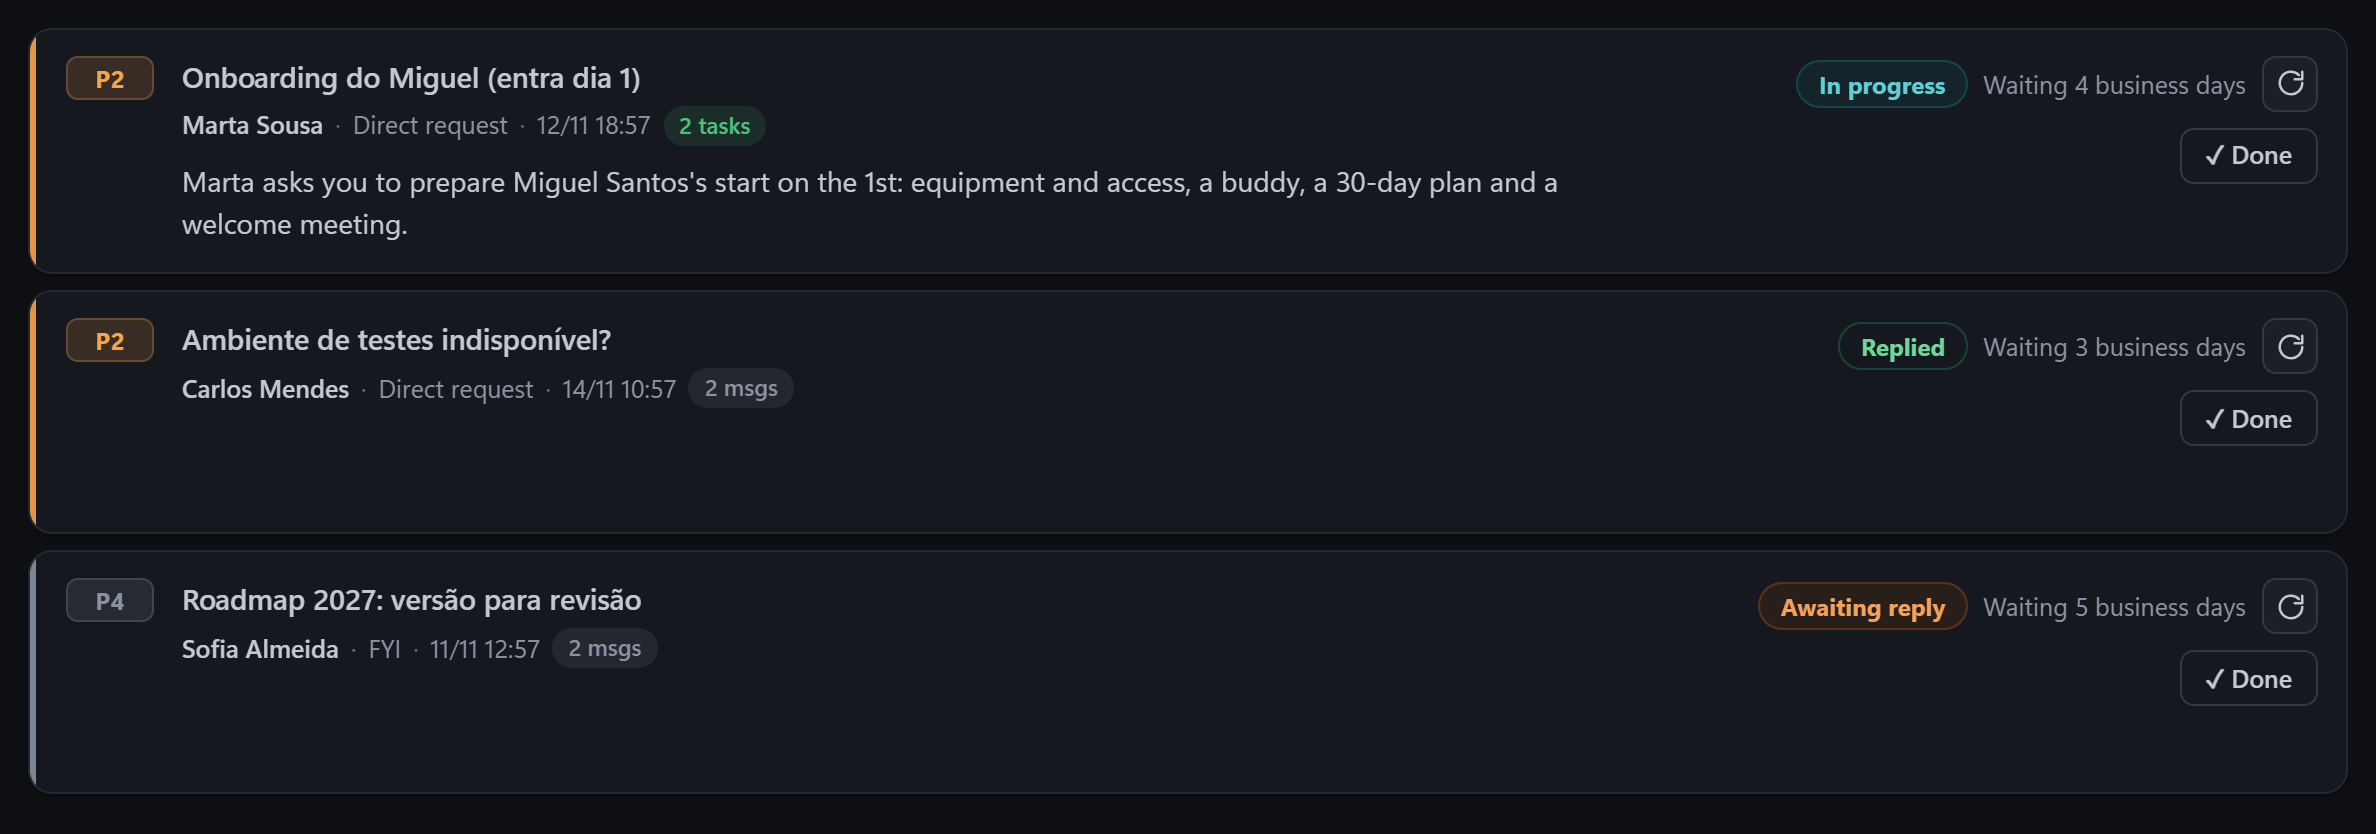 P2 Onboarding do Miguel (entra dia 1) In progress Waiting 4 business days
Marta Sousa · Direct request · 12/11 18:57 2 tasks
✓ Done
Marta asks you to prepare Miguel Santos's start on the 1st: equipment and access, a buddy, a 30-day plan and a
welcome meeting.
P2 Ambiente de testes indisponível? Replied Waiting 3 business days
Carlos Mendes · Direct request · 14/11 10:57 2 msgs
✓ Done
P4 Roadmap 2027: versão para revisão Awaiting reply Waiting 5 business days
Sofia Almeida · FYI · 11/11 12:57 2 msgs
✓ Done